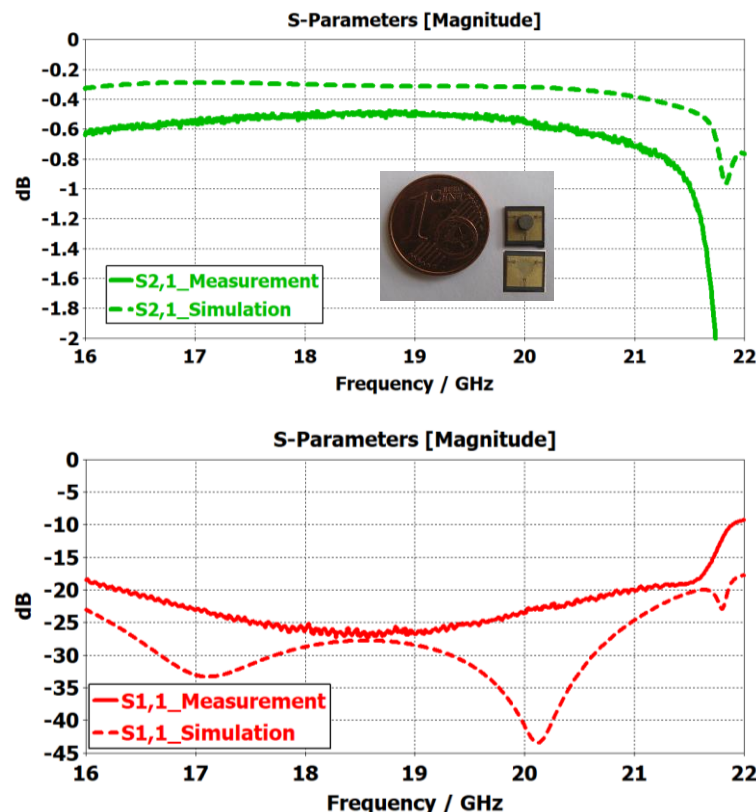 S-Parameters [Magnitude]
0
-0.2
-0.4
-0.6
-0.8
-1
-1.2
-1.4
-1.6
-1.8
-2
dB
1
CENT
S2,1_Measurement
S2,1_Simulation
16 17 18 19 20 21 22
Frequency / GHz
S-Parameters [Magnitude]
0
-5
-10
-15
-20
-25
-30
-35
-40
-45
dB
S1,1_Measurement
S1,1_Simulation
16 17 18 19 20 21 22
Frequency / GHz